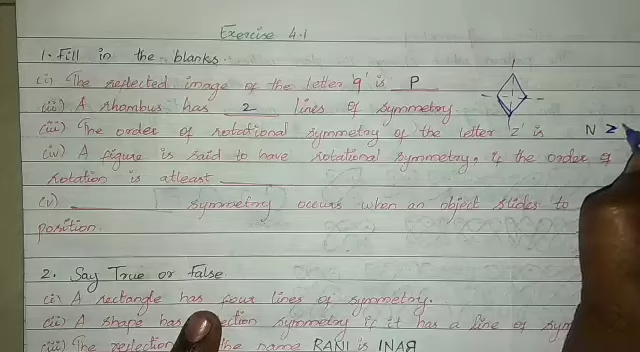 Exercise 4.1
1. Fill in the blanks.
(i) The reflected image of the letter 'q' is P
(ii) A rhombus has 2 lines of symmetry.
(iii) The order of rotational symmetry of the letter 'Z' is N Z
(iv) A figure is said to have rotational symmetry, if the order of
rotation is atleast
(v) symmetry occurs when an object slides to
position.
2. Say True or False
(i) A rectangle has four lines of symmetry.
(ii) A shape has ection symmetry if it has a line of sym
(iii) The reflection the name RANI is INAЯ